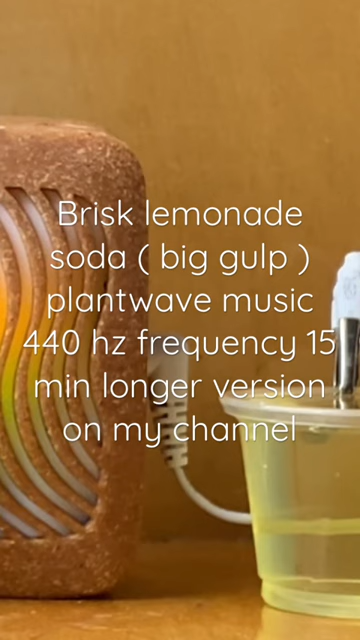 Brisk lemonade
soda ( big gulp )
plantwave music
440 hz frequency 15
min longer version
on my channel